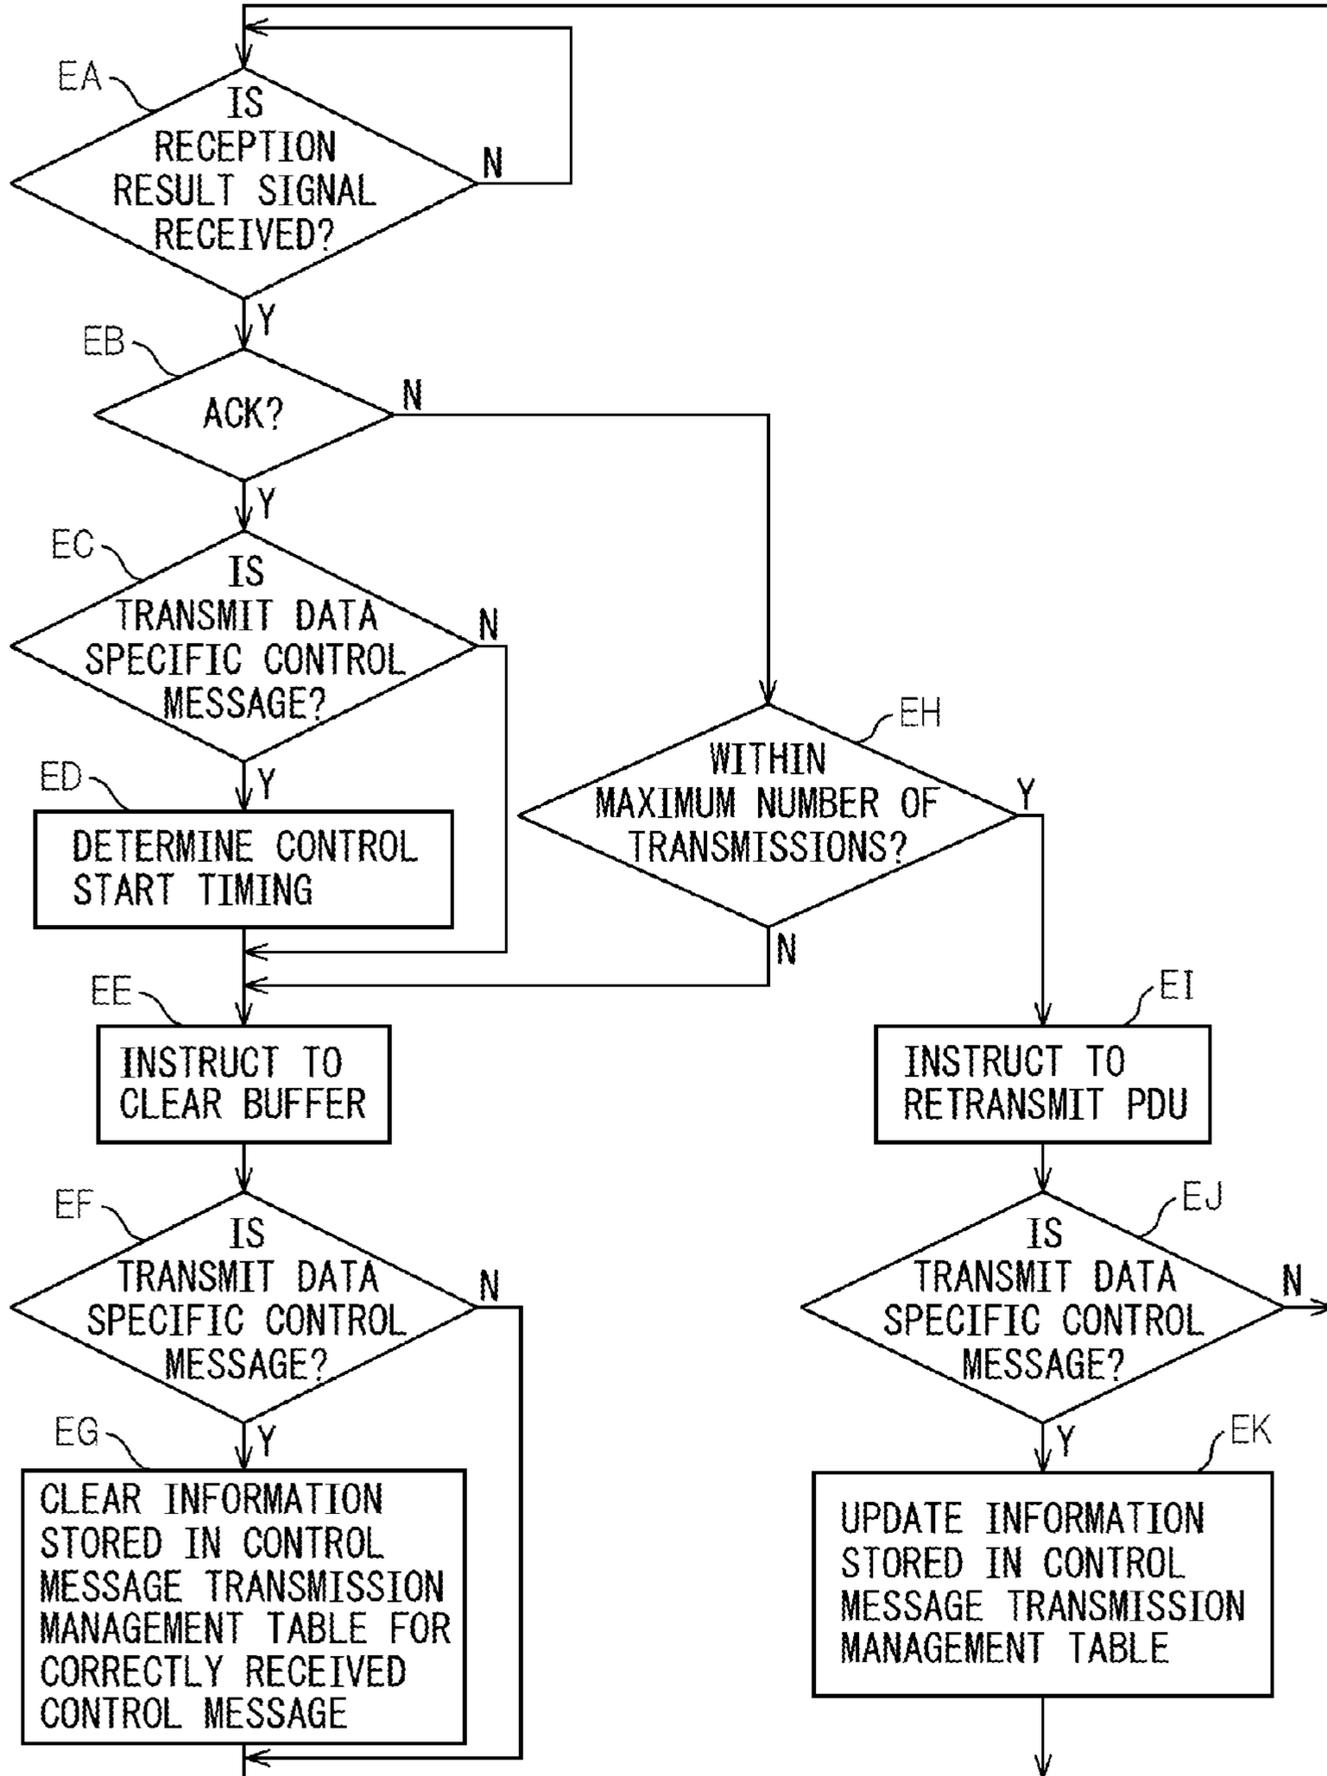 EA
IS
RECEPTION
RESULT SIGNAL
RECEIVED?
N
Y
EB
ACK?
N
Y
EC
IS
TRANSMIT DATA
SPECIFIC CONTROL
MESSAGE?
N
Y
ED
DETERMINE CONTROL
START TIMING
EH
WITHIN
MAXIMUM NUMBER OF
TRANSMISSIONS?
Y
N
EE
INSTRUCT TO
CLEAR BUFFER
EI
INSTRUCT TO
RETRANSMIT PDU
EF
IS
TRANSMIT DATA
SPECIFIC CONTROL
MESSAGE?
N
Y
EJ
IS
TRANSMIT DATA
SPECIFIC CONTROL
MESSAGE?
N
Y
EG
CLEAR INFORMATION
STORED IN CONTROL
MESSAGE TRANSMISSION
MANAGEMENT TABLE FOR
CORRECTLY RECEIVED
CONTROL MESSAGE
EK
UPDATE INFORMATION
STORED IN CONTROL
MESSAGE TRANSMISSION
MANAGEMENT TABLE